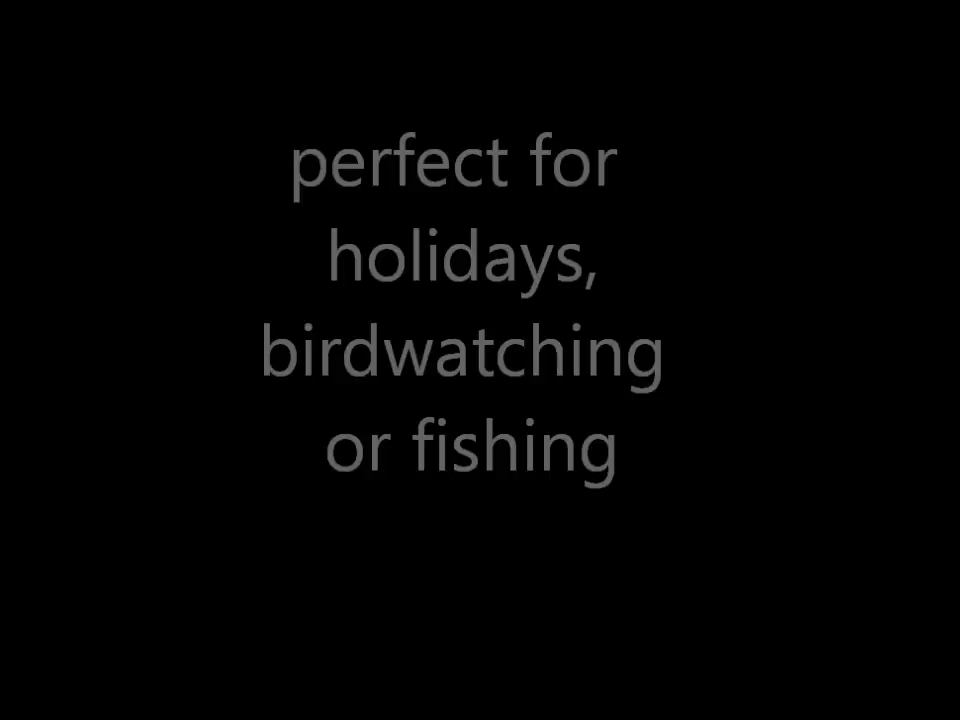 perfect for
holidays,
birdwatching
or fishing